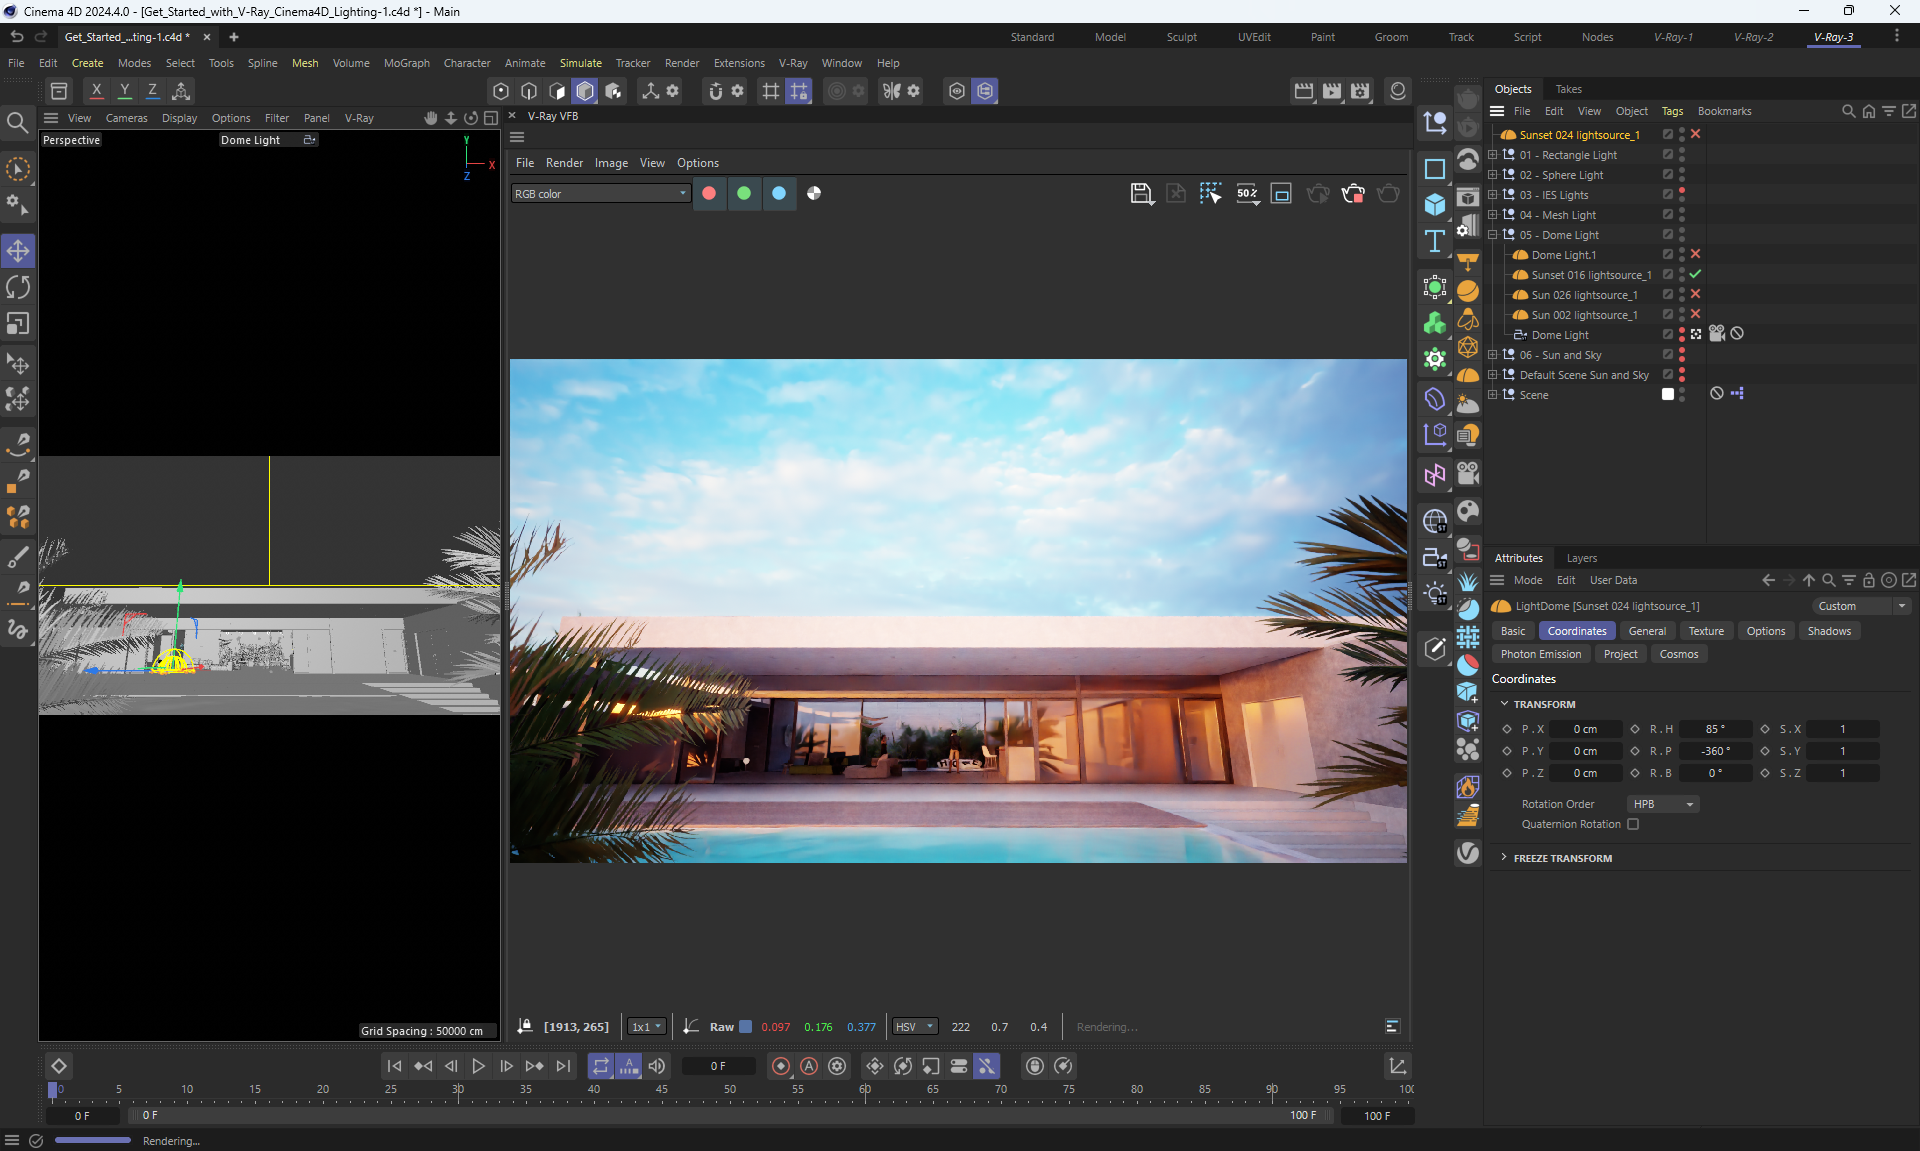 Cinema 4D 2024.4.0 - [Get_Started_with_V-Ray_Cinema4D_Lighting-1.c4d *] - Main
Get_Started_...ting-1.c4d *
Standard Model Sculpt UVEdit Paint Groom Track Script Nodes V-Ray-1 V-Ray-2 V-Ray-3
File Edit Create Modes Select Tools Spline Mesh Volume MoGraph Character Animate Simulate Tracker Render Extensions V-Ray Window Help
X Y Z
View Cameras Display Options Filter Panel V-Ray
Perspective
Dome Light
Y
X
Z
Grid Spacing : 50000 cm
V-Ray VFB
File Render Image View Options
RGB color
50%
[1913, 265] 1x1 Raw 0.097 0.176 0.377 HSV 222 0.7 0.4 Rendering...
Objects Takes
File Edit View Object Tags Bookmarks
Sunset 024 lightsource_1
01 - Rectangle Light
02 - Sphere Light
03 - IES Lights
04 - Mesh Light
05 - Dome Light
Dome Light.1
Sunset 016 lightsource_1
Sun 026 lightsource_1
Sun 002 lightsource_1
Dome Light
06 - Sun and Sky
Default Scene Sun and Sky
Scene
ST
ST
ST
Attributes Layers
Mode Edit User Data
LightDome [Sunset 024 lightsource_1]
Custom
Basic Coordinates General Texture Options Shadows
Photon Emission Project Cosmos
Coordinates
TRANSFORM
P . X 0 cm R . H 85 ° S . X 1
P . Y 0 cm R . P -360 ° S . Y 1
P . Z 0 cm R . B 0 ° S . Z 1
Rotation Order HPB
Quaternion Rotation
FREEZE TRANSFORM
A
0 F
A
0 5 10 15 20 25 30 35 40 45 50 55 60 65 70 75 80 85 90 95 100
0 F 0 F 100 F 100 F
Rendering...